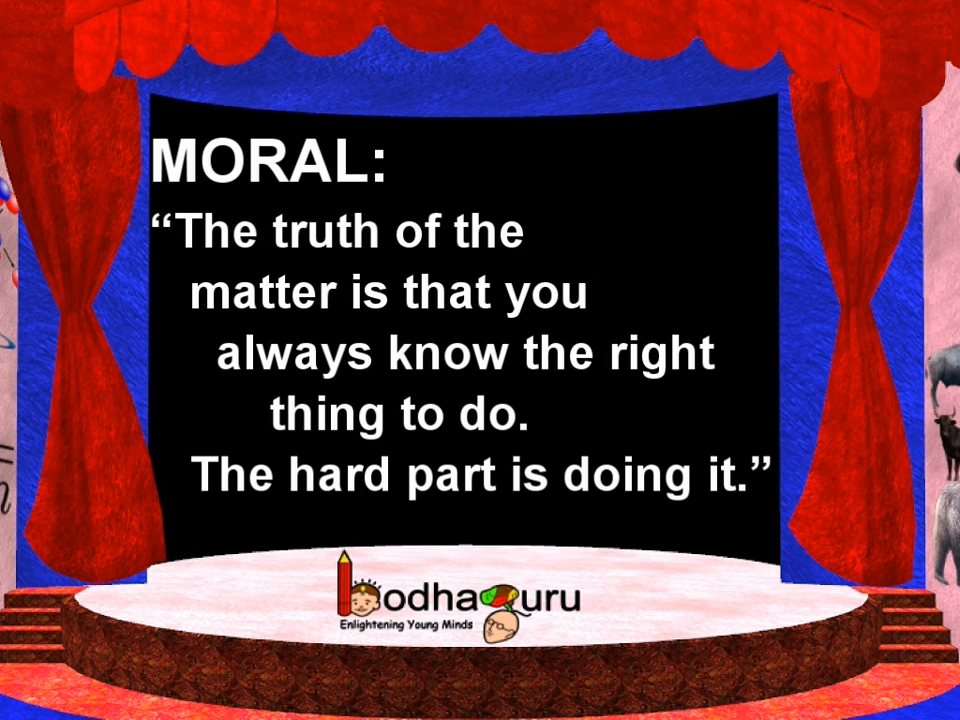 MORAL:
“The truth of the
matter is that you
always know the right
thing to do.
The hard part is doing it.”
bodhaguru
Enlightening Young Minds